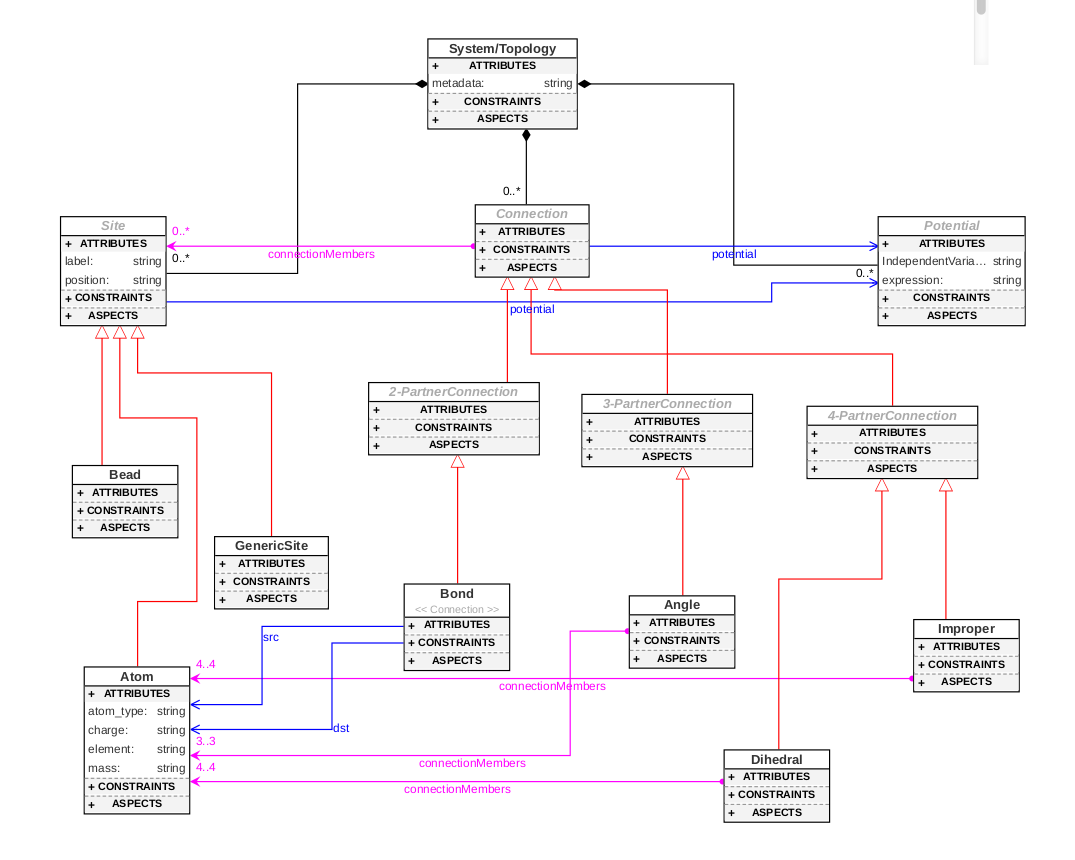 System/Topology
+ ATTRIBUTES
metadata: string
+ CONSTRAINTS
+ ASPECTS
0..*
Site
+ ATTRIBUTES
label: string
position: string
+ CONSTRAINTS
+ ASPECTS
0..*
0..*
connectionMembers
Connection
+ ATTRIBUTES
+ CONSTRAINTS
+ ASPECTS
potential
potential
0..*
Potential
+ ATTRIBUTES
IndependentVaria... string
expression: string
+ CONSTRAINTS
+ ASPECTS
2-PartnerConnection
+ ATTRIBUTES
+ CONSTRAINTS
+ ASPECTS
3-PartnerConnection
+ ATTRIBUTES
+ CONSTRAINTS
+ ASPECTS
4-PartnerConnection
+ ATTRIBUTES
+ CONSTRAINTS
+ ASPECTS
Bead
+ ATTRIBUTES
+ CONSTRAINTS
+ ASPECTS
GenericSite
+ ATTRIBUTES
+ CONSTRAINTS
+ ASPECTS
Bond
<< Connection >>
+ ATTRIBUTES
+ CONSTRAINTS
+ ASPECTS
Angle
+ ATTRIBUTES
+ CONSTRAINTS
+ ASPECTS
Improper
+ ATTRIBUTES
+ CONSTRAINTS
+ ASPECTS
src
4..4
connectionMembers
Atom
+ ATTRIBUTES
atom_type: string
charge: string
element: string
mass: string
+ CONSTRAINTS
+ ASPECTS
dst
3..3
connectionMembers
4..4
connectionMembers
Dihedral
+ ATTRIBUTES
+ CONSTRAINTS
+ ASPECTS